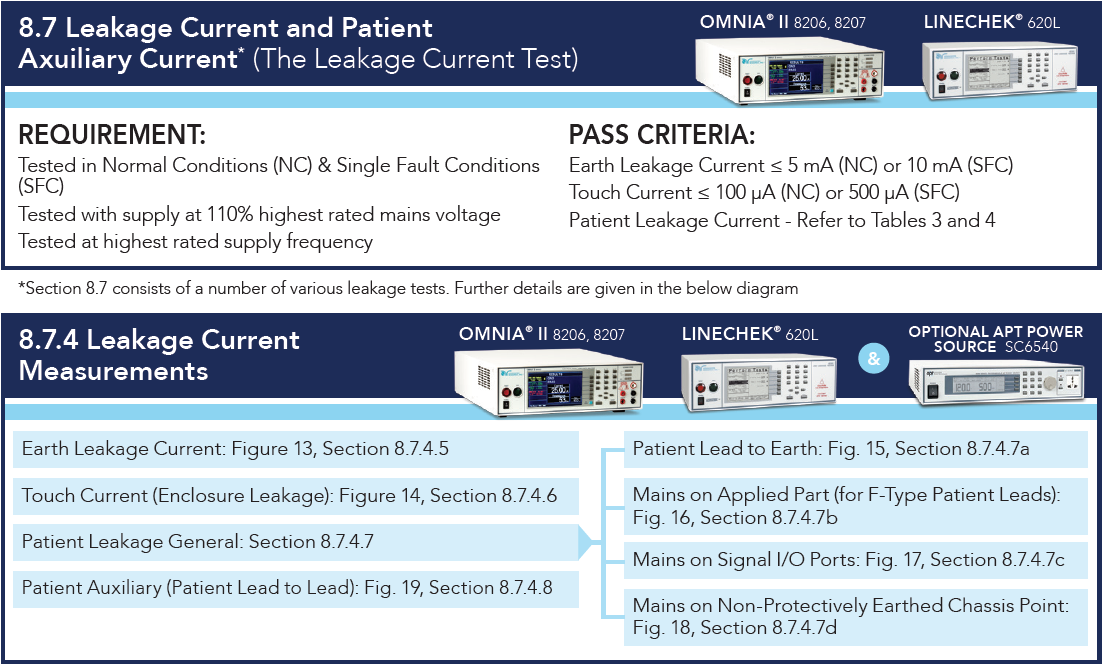 8.7 Leakage Current and Patient
Axuiliary Current* (The Leakage Current Test)
OMNIA® II 8206, 8207
LINECHEK® 620L
REQUIREMENT:
Tested in Normal Conditions (NC) & Single Fault Conditions
(SFC)
Tested with supply at 110% highest rated mains voltage
Tested at highest rated supply frequency
PASS CRITERIA:
Earth Leakage Current ≤ 5 mA (NC) or 10 mA (SFC)
Touch Current ≤ 100 µA (NC) or 500 µA (SFC)
Patient Leakage Current - Refer to Tables 3 and 4
*Section 8.7 consists of a number of various leakage tests. Further details are given in the below diagram
8.7.4 Leakage Current
Measurements
OMNIA® II 8206, 8207
LINECHEK® 620L
&
OPTIONAL APT POWER
SOURCE SC6540
Earth Leakage Current: Figure 13, Section 8.7.4.5
Touch Current (Enclosure Leakage): Figure 14, Section 8.7.4.6
Patient Leakage General: Section 8.7.4.7
Patient Auxiliary (Patient Lead to Lead): Fig. 19, Section 8.7.4.8
Patient Lead to Earth: Fig. 15, Section 8.7.4.7a
Mains on Applied Part (for F-Type Patient Leads):
Fig. 16, Section 8.7.4.7b
Mains on Signal I/O Ports: Fig. 17, Section 8.7.4.7c
Mains on Non-Protectively Earthed Chassis Point:
Fig. 18, Section 8.7.4.7d